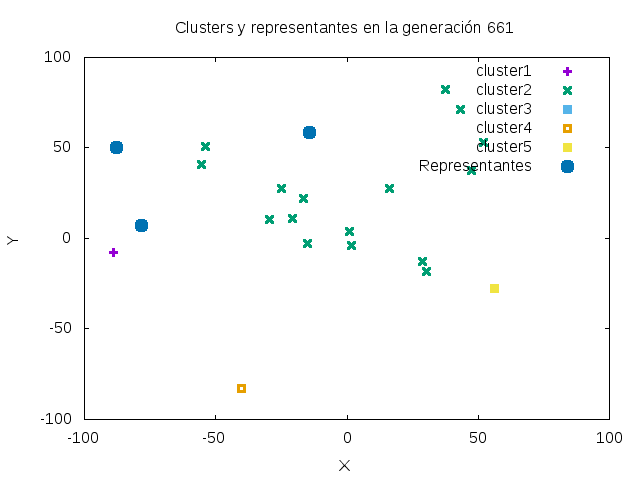 Clusters y representantes en la generación 661
100
50
0
-50
-100
-100
-50
0
50
100
X
Y
cluster1
cluster2
cluster3
cluster4
cluster5
Representantes